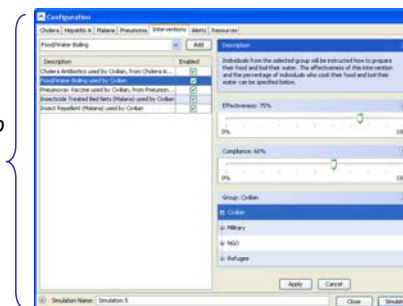 Configuration
Cholera Hepatitis A Malaria Pneumonia Interventions Alerts Resources
Food/Water Boiling Add
Description Enabled
Cholera Antibiotics used by Civilian, from Cholera A...
Food/Water Boiling used by Civilian
Pneumovax Vaccine used by Civilian, from Pneumon...
Insecticide Treated Bed Nets (Malaria) used by Civilian
Insect Repellent (Malaria) used by Civilian
Description
Individuals from the selected group will be instructed how to prepare
their food and boil their water. The effectiveness of this intervention
and the percentage of individuals who cook their food and boil their
water can be specified below.
Effectiveness: 75%
0% 100
Compliance: 60%
0% 100
Group: Civilian
Civilian
Military
NGO
Refugee
Apply Cancel
Simulation Name: Simulation 5 Close Simulat